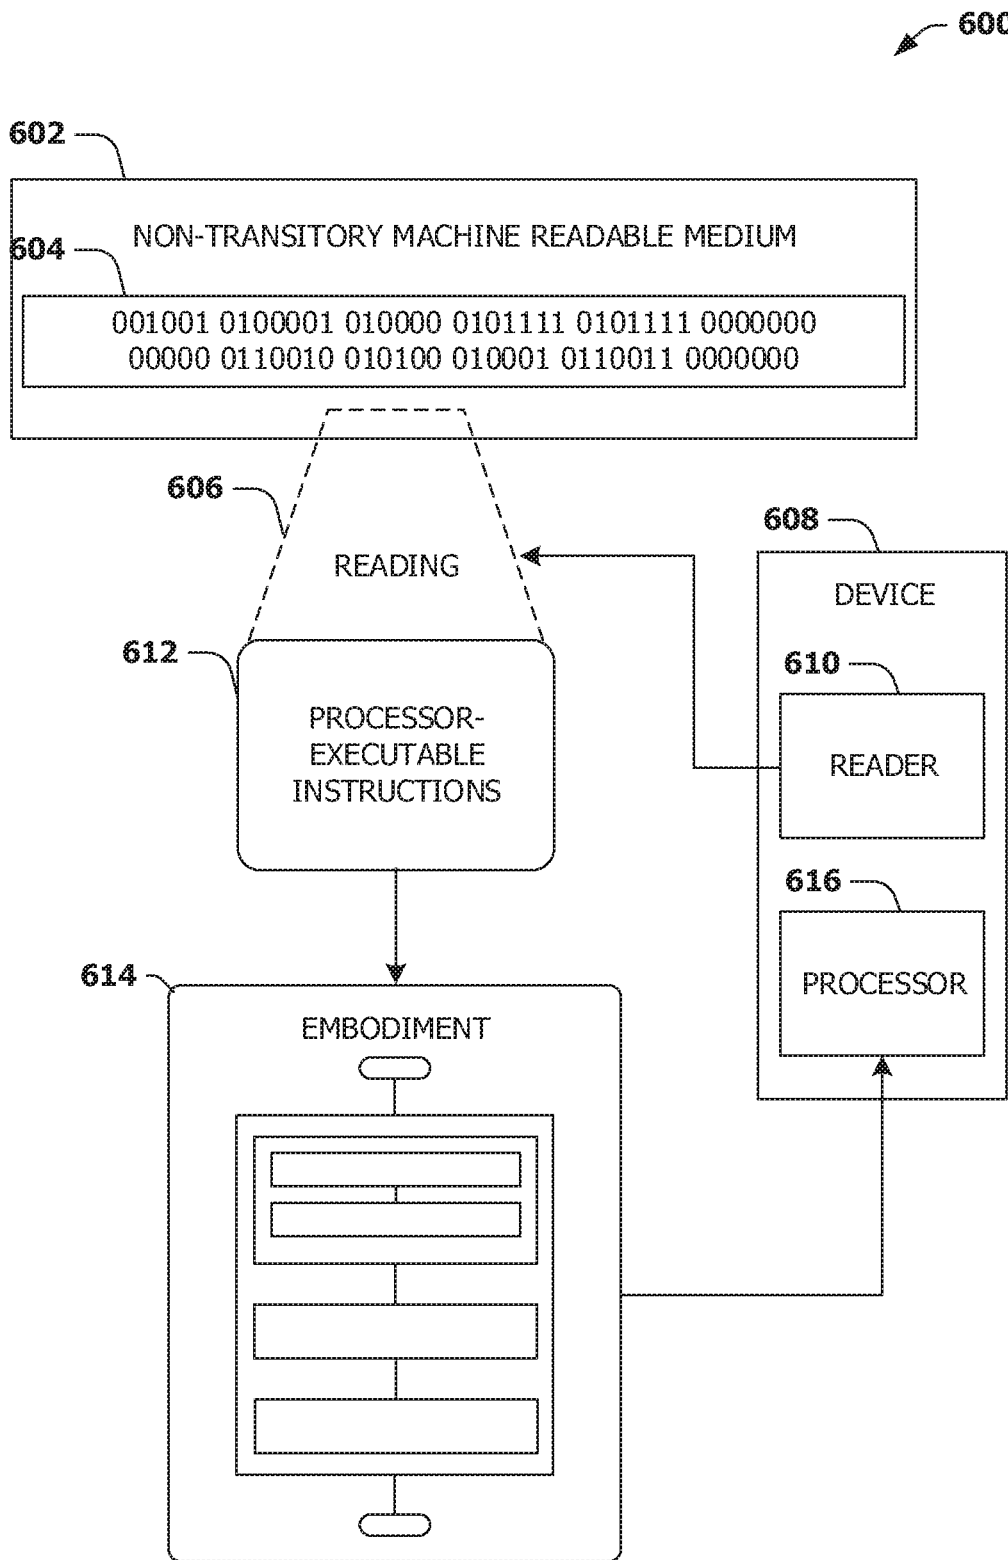 600
602
NON-TRANSITORY MACHINE READABLE MEDIUM
604
001001 0100001 010000 0101111 0101111 0000000
00000 0110010 010100 010001 0110011 0000000
606
READING
608
DEVICE
610
READER
612
PROCESSOR-
EXECUTABLE
INSTRUCTIONS
616
PROCESSOR
614
EMBODIMENT